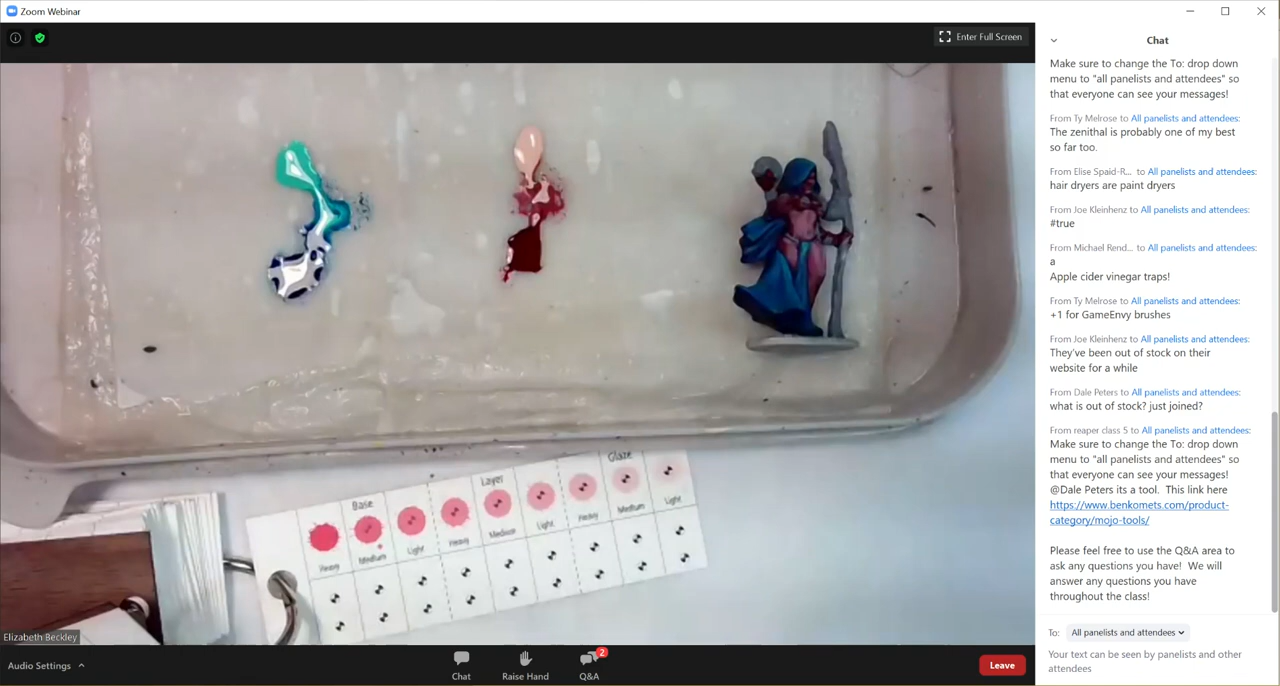 Zoom Webinar
Enter Full Screen
Chat
Make sure to change the To: drop down
menu to "all panelists and attendees" so
that everyone can see your messages!
From Ty Melrose to All panelists and attendees:
The zenithal is probably one of my best
so far too.
From Elise Spaid-R... to All panelists and attendees:
hair dryers are paint dryers
From Joe Kleinhenz to All panelists and attendees:
#true
From Michael Rend... to All panelists and attendees:
a
Apple cider vinegar traps!
From Ty Melrose to All panelists and attendees:
+1 for GameEnvy brushes
From Joe Kleinhenz to All panelists and attendees:
They've been out of stock on their
website for a while
From Dale Peters to All panelists and attendees:
what is out of stock? just joined?
From reaper class 5 to All panelists and attendees:
Make sure to change the To: drop down
menu to "all panelists and attendees" so
that everyone can see your messages!
@Dale Peters its a tool. This link here
https://www.benkomets.com/product-
category/mojo-tools/
Please feel free to use the Q&A area to
ask any questions you have! We will
answer any questions you have
throughout the class!
To: All panelists and attendees
Your text can be seen by panelists and other
attendees
Base Layer Glaze
Heavy Medium Light Heavy Medium Light Heavy Medium Light
Elizabeth Beckley
Audio Settings
Chat
Raise Hand
Q&A
2
Leave